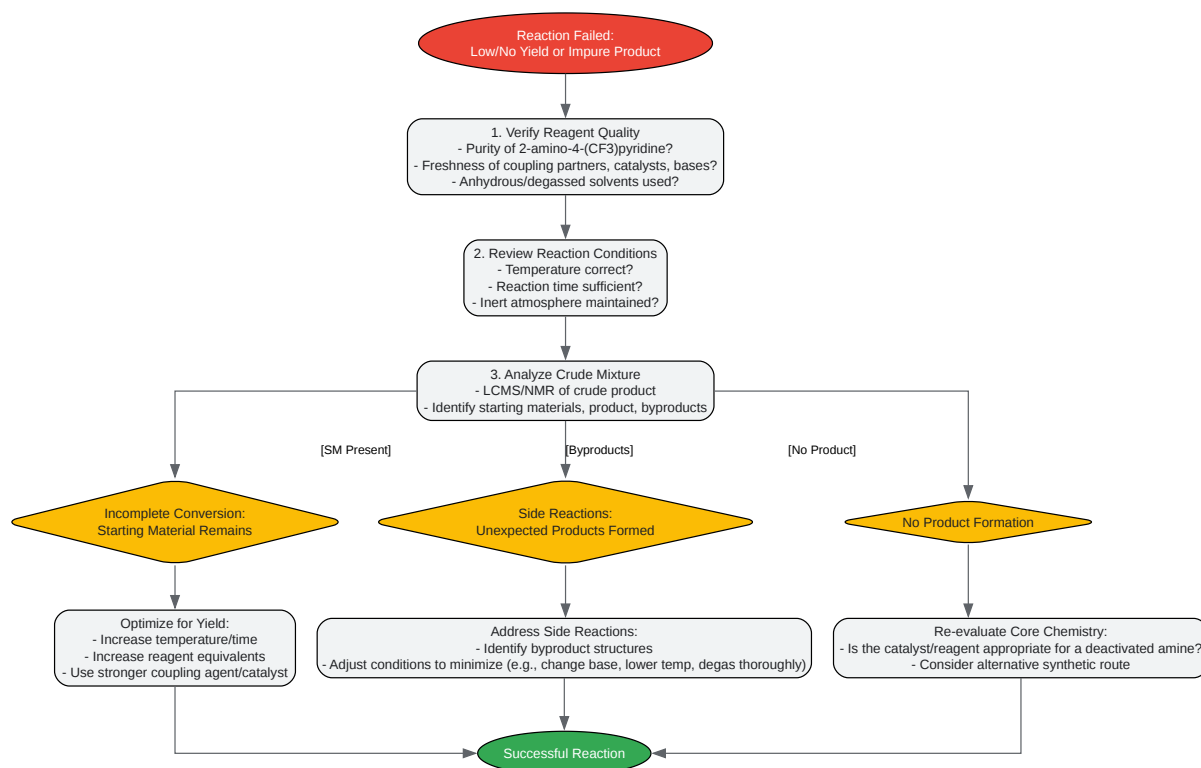 Reaction Failed:
Low/No Yield or Impure Product
1. Verify Reagent Quality
- Purity of 2-amino-4-(CF3)pyridine?
- Freshness of coupling partners, catalysts, bases?
- Anhydrous/degassed solvents used?
2. Review Reaction Conditions
- Temperature correct?
- Reaction time sufficient?
- Inert atmosphere maintained?
3. Analyze Crude Mixture
- LCMS/NMR of crude product
- Identify starting materials, product, byproducts
[SM Present]
[Byproducts]
[No Product]
Incomplete Conversion:
Starting Material Remains
Side Reactions:
Unexpected Products Formed
No Product Formation
Optimize for Yield:
- Increase temperature/time
- Increase reagent equivalents
- Use stronger coupling agent/catalyst
Address Side Reactions:
- Identify byproduct structures
- Adjust conditions to minimize (e.g., change base, lower temp, degas thoroughly)
Re-evaluate Core Chemistry:
- Is the catalyst/reagent appropriate for a deactivated amine?
- Consider alternative synthetic route
Successful Reaction